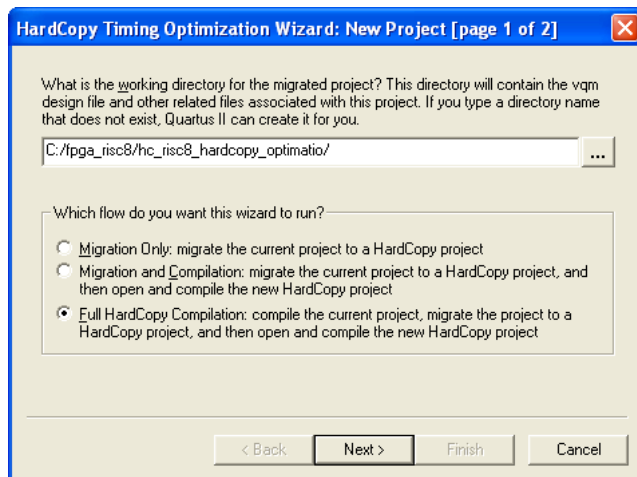 HardCopy Timing Optimization Wizard: New Project [page 1 of 2]
What is the working directory for the migrated project? This directory will contain the vqm
design file and other related files associated with this project. If you type a directory name
that does not exist, Quartus II can create it for you.
C:/fpga_risc8/hc_risc8_hardcopy_optimatio/
...
Which flow do you want this wizard to run?
Migration Only: migrate the current project to a HardCopy project
Migration and Compilation: migrate the current project to a HardCopy project, and
then open and compile the new HardCopy project
Full HardCopy Compilation: compile the current project, migrate the project to a
HardCopy project, and then open and compile the new HardCopy project
< Back
Next >
Finish
Cancel